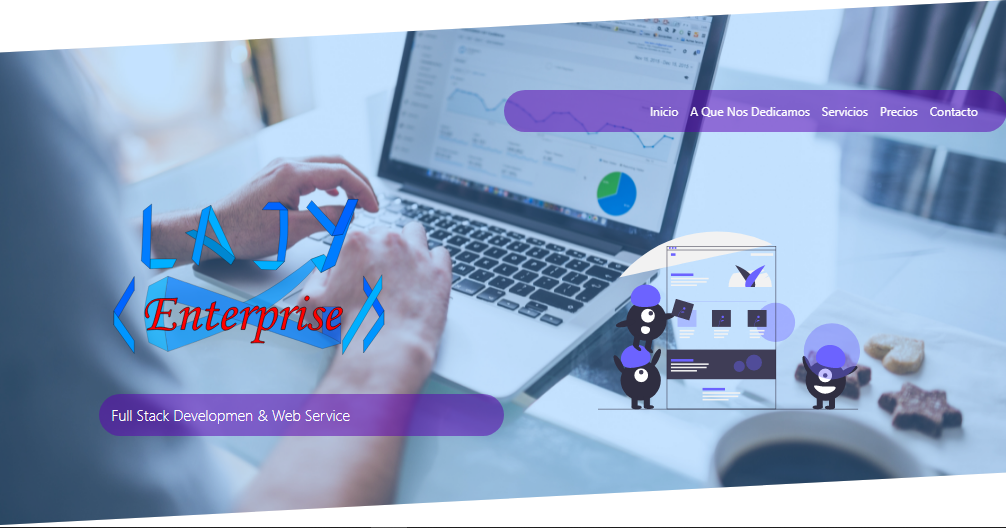 Inicio A Que Nos Dedicamos Servicios Precios Contacto
LAJY
Enterprise
Full Stack Developmen & Web Service